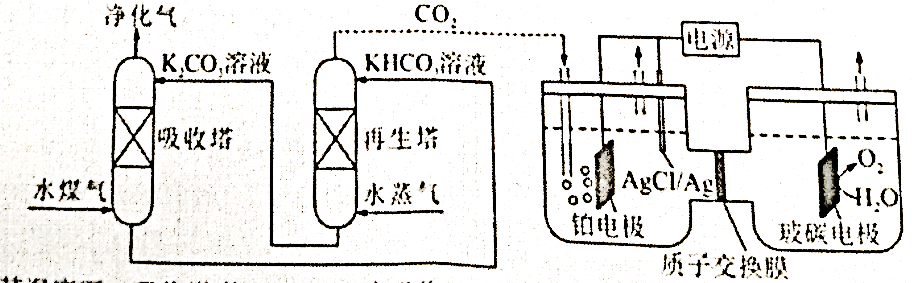 净化气
CO₂
K₂CO₃溶液
KHCO₃溶液
电源
吸收塔
再生塔
水煤气
水蒸气
AgCl/Ag
O₂
H₂O
铂电极
玻碳电极
质子交换膜